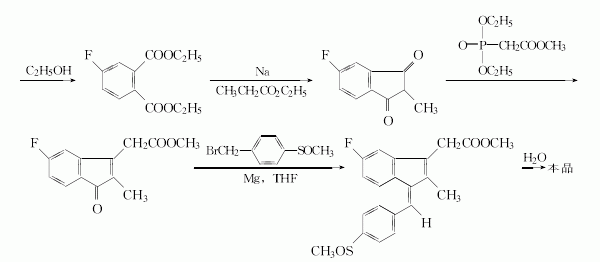 C₂H₅OH
F
COOC₂H₅
COOC₂H₅
Na
CH₃CH₂CO₂C₂H₅
F
O
O
CH₃
OC₂H₅
O-P-CH₂COOCH₃
OC₂H₅
F
CH₂COOCH₃
CH₃
O
BrCH₂
SOCH₃
Mg, THF
F
CH₂COOCH₃
CH₃
H
CH₃OS
H₂O
本品